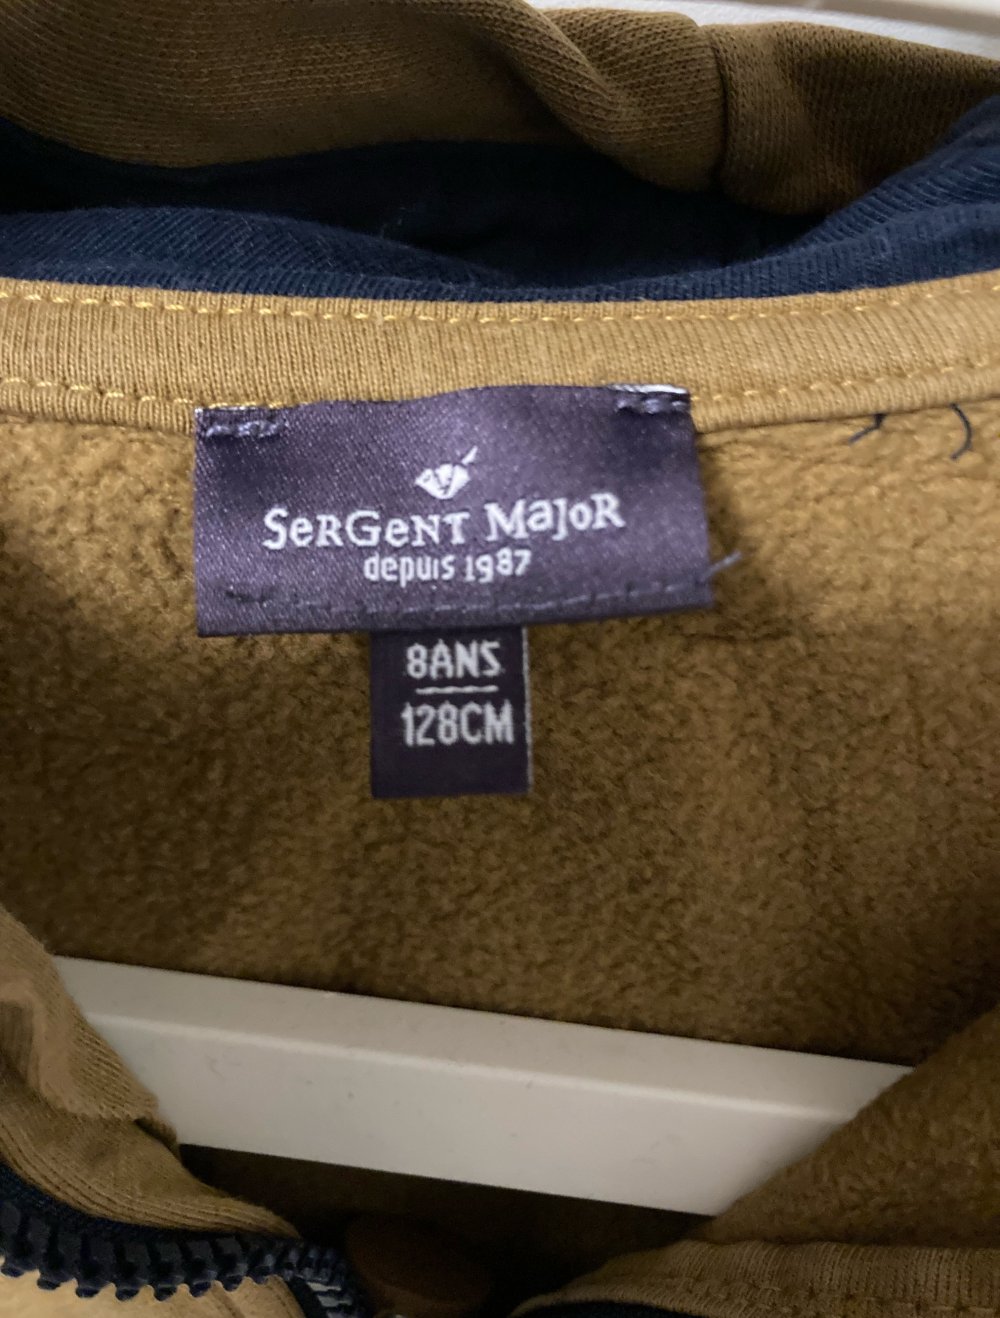 SeRGeNT MaJoR
depuis 1987
8ANS
128CM